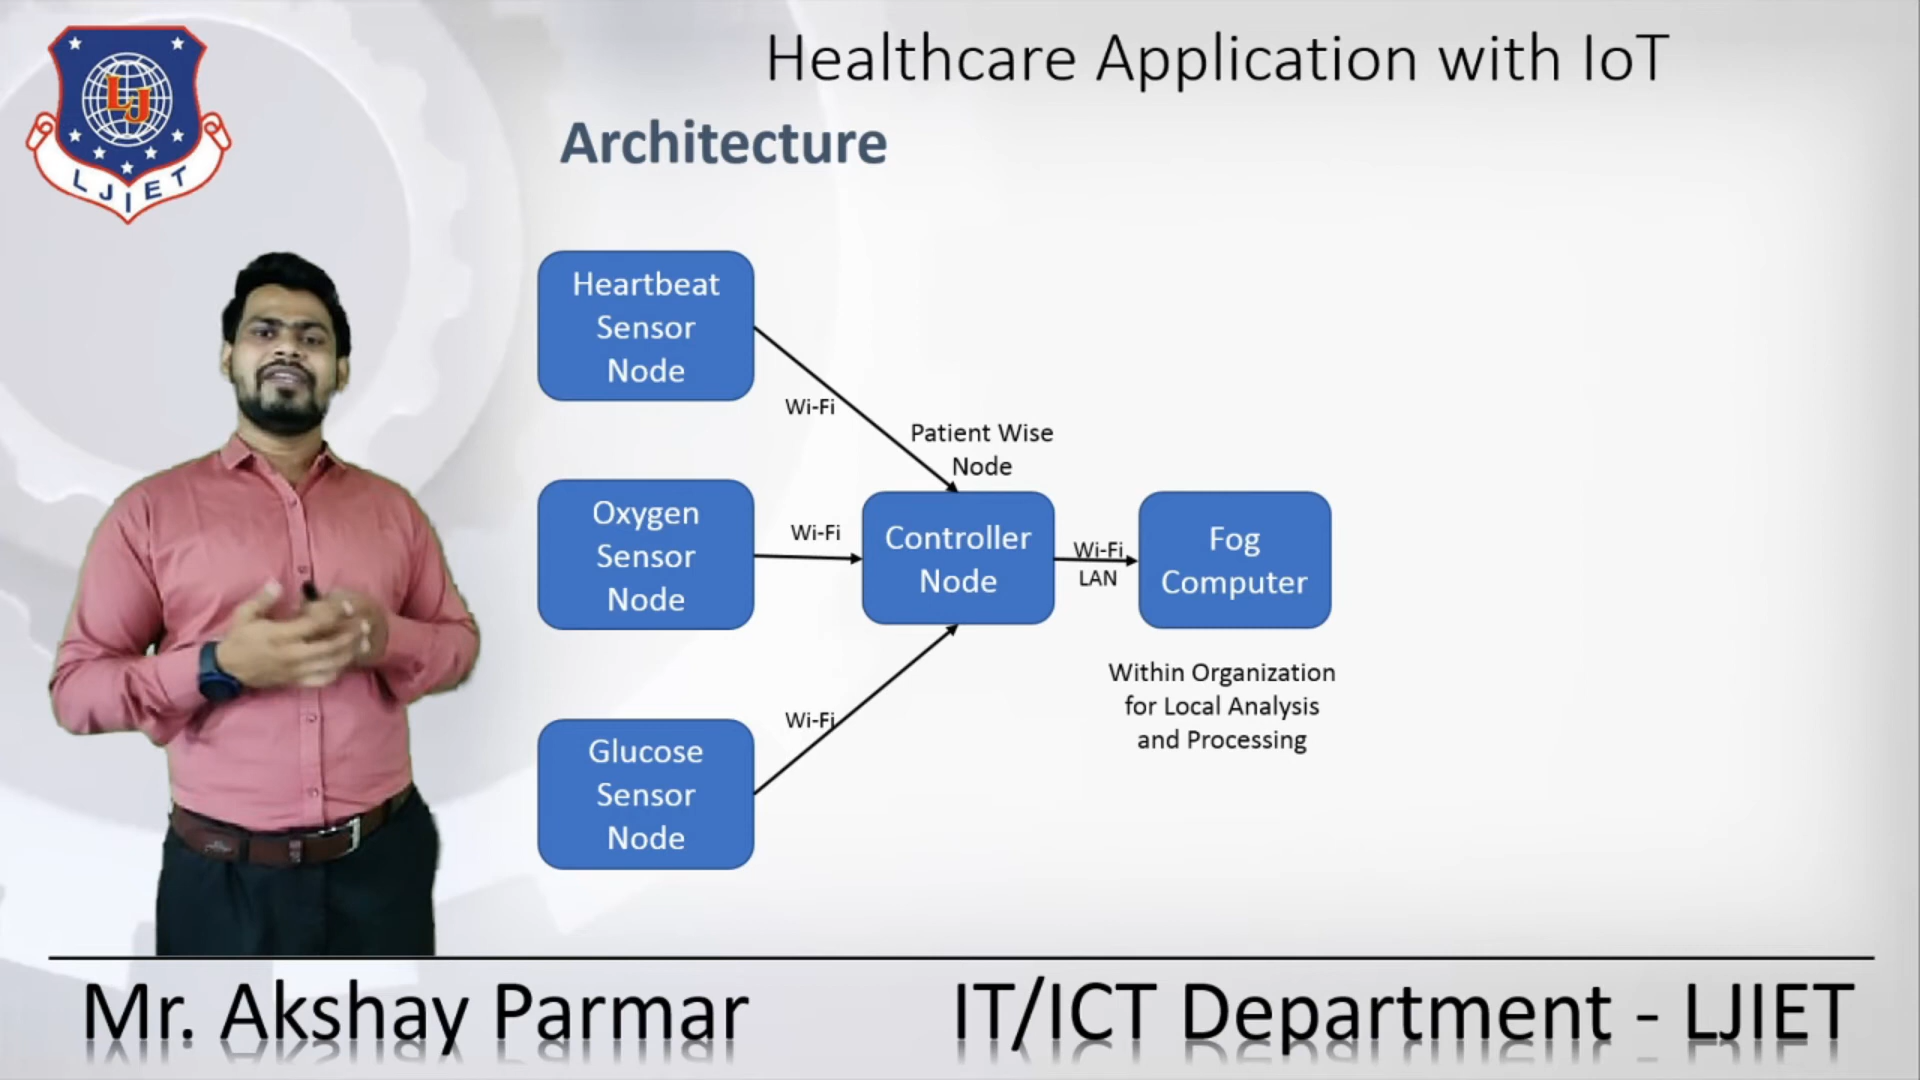 Healthcare Application with IoT
Architecture
LJ
LJIET
Heartbeat
Sensor
Node
Wi-Fi
Patient Wise
Node
Oxygen
Sensor
Node
Wi-Fi
Controller
Node
Wi-Fi
LAN
Fog
Computer
Within Organization
for Local Analysis
and Processing
Wi-Fi
Glucose
Sensor
Node
Mr. Akshay Parmar
IT/ICT Department - LJIET